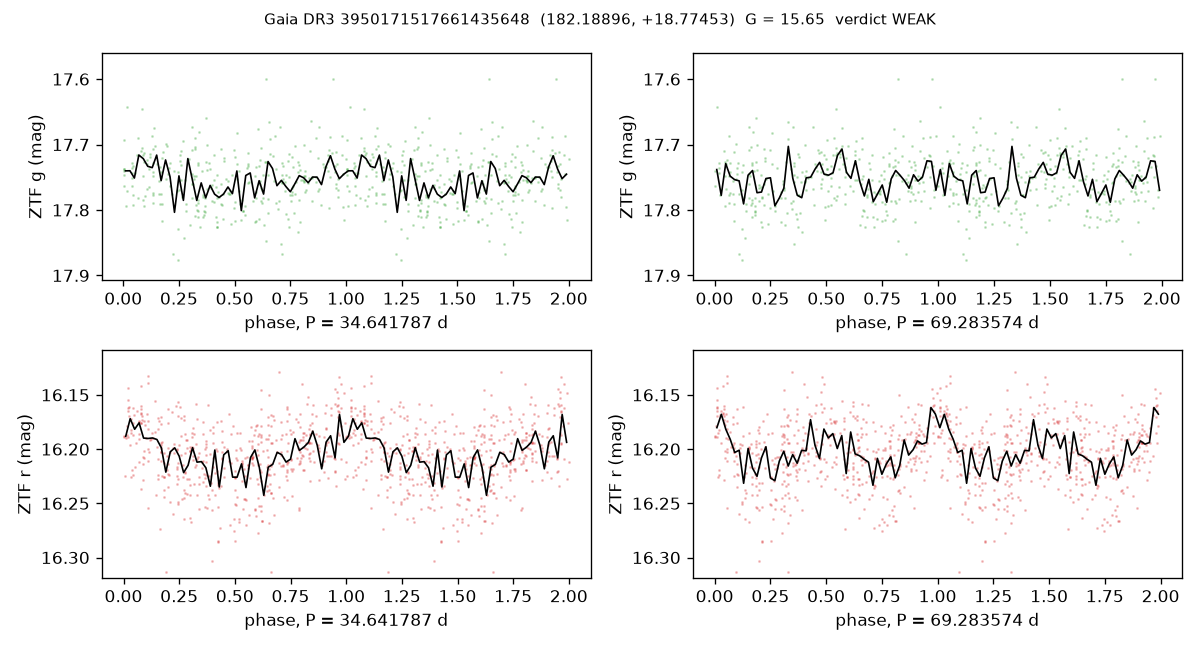 Gaia DR3 3950171517661435648 (182.18896, +18.77453) G = 15.65 verdict WEAK
17.6
17.7
17.8
17.9
ZTF g (mag)
0.00 0.25 0.50 0.75 1.00 1.25 1.50 1.75 2.00
phase, P = 34.641787 d
17.6
17.7
17.8
17.9
ZTF g (mag)
0.00 0.25 0.50 0.75 1.00 1.25 1.50 1.75 2.00
phase, P = 69.283574 d
16.15
16.20
16.25
16.30
ZTF r (mag)
0.00 0.25 0.50 0.75 1.00 1.25 1.50 1.75 2.00
phase, P = 34.641787 d
16.15
16.20
16.25
16.30
ZTF r (mag)
0.00 0.25 0.50 0.75 1.00 1.25 1.50 1.75 2.00
phase, P = 69.283574 d